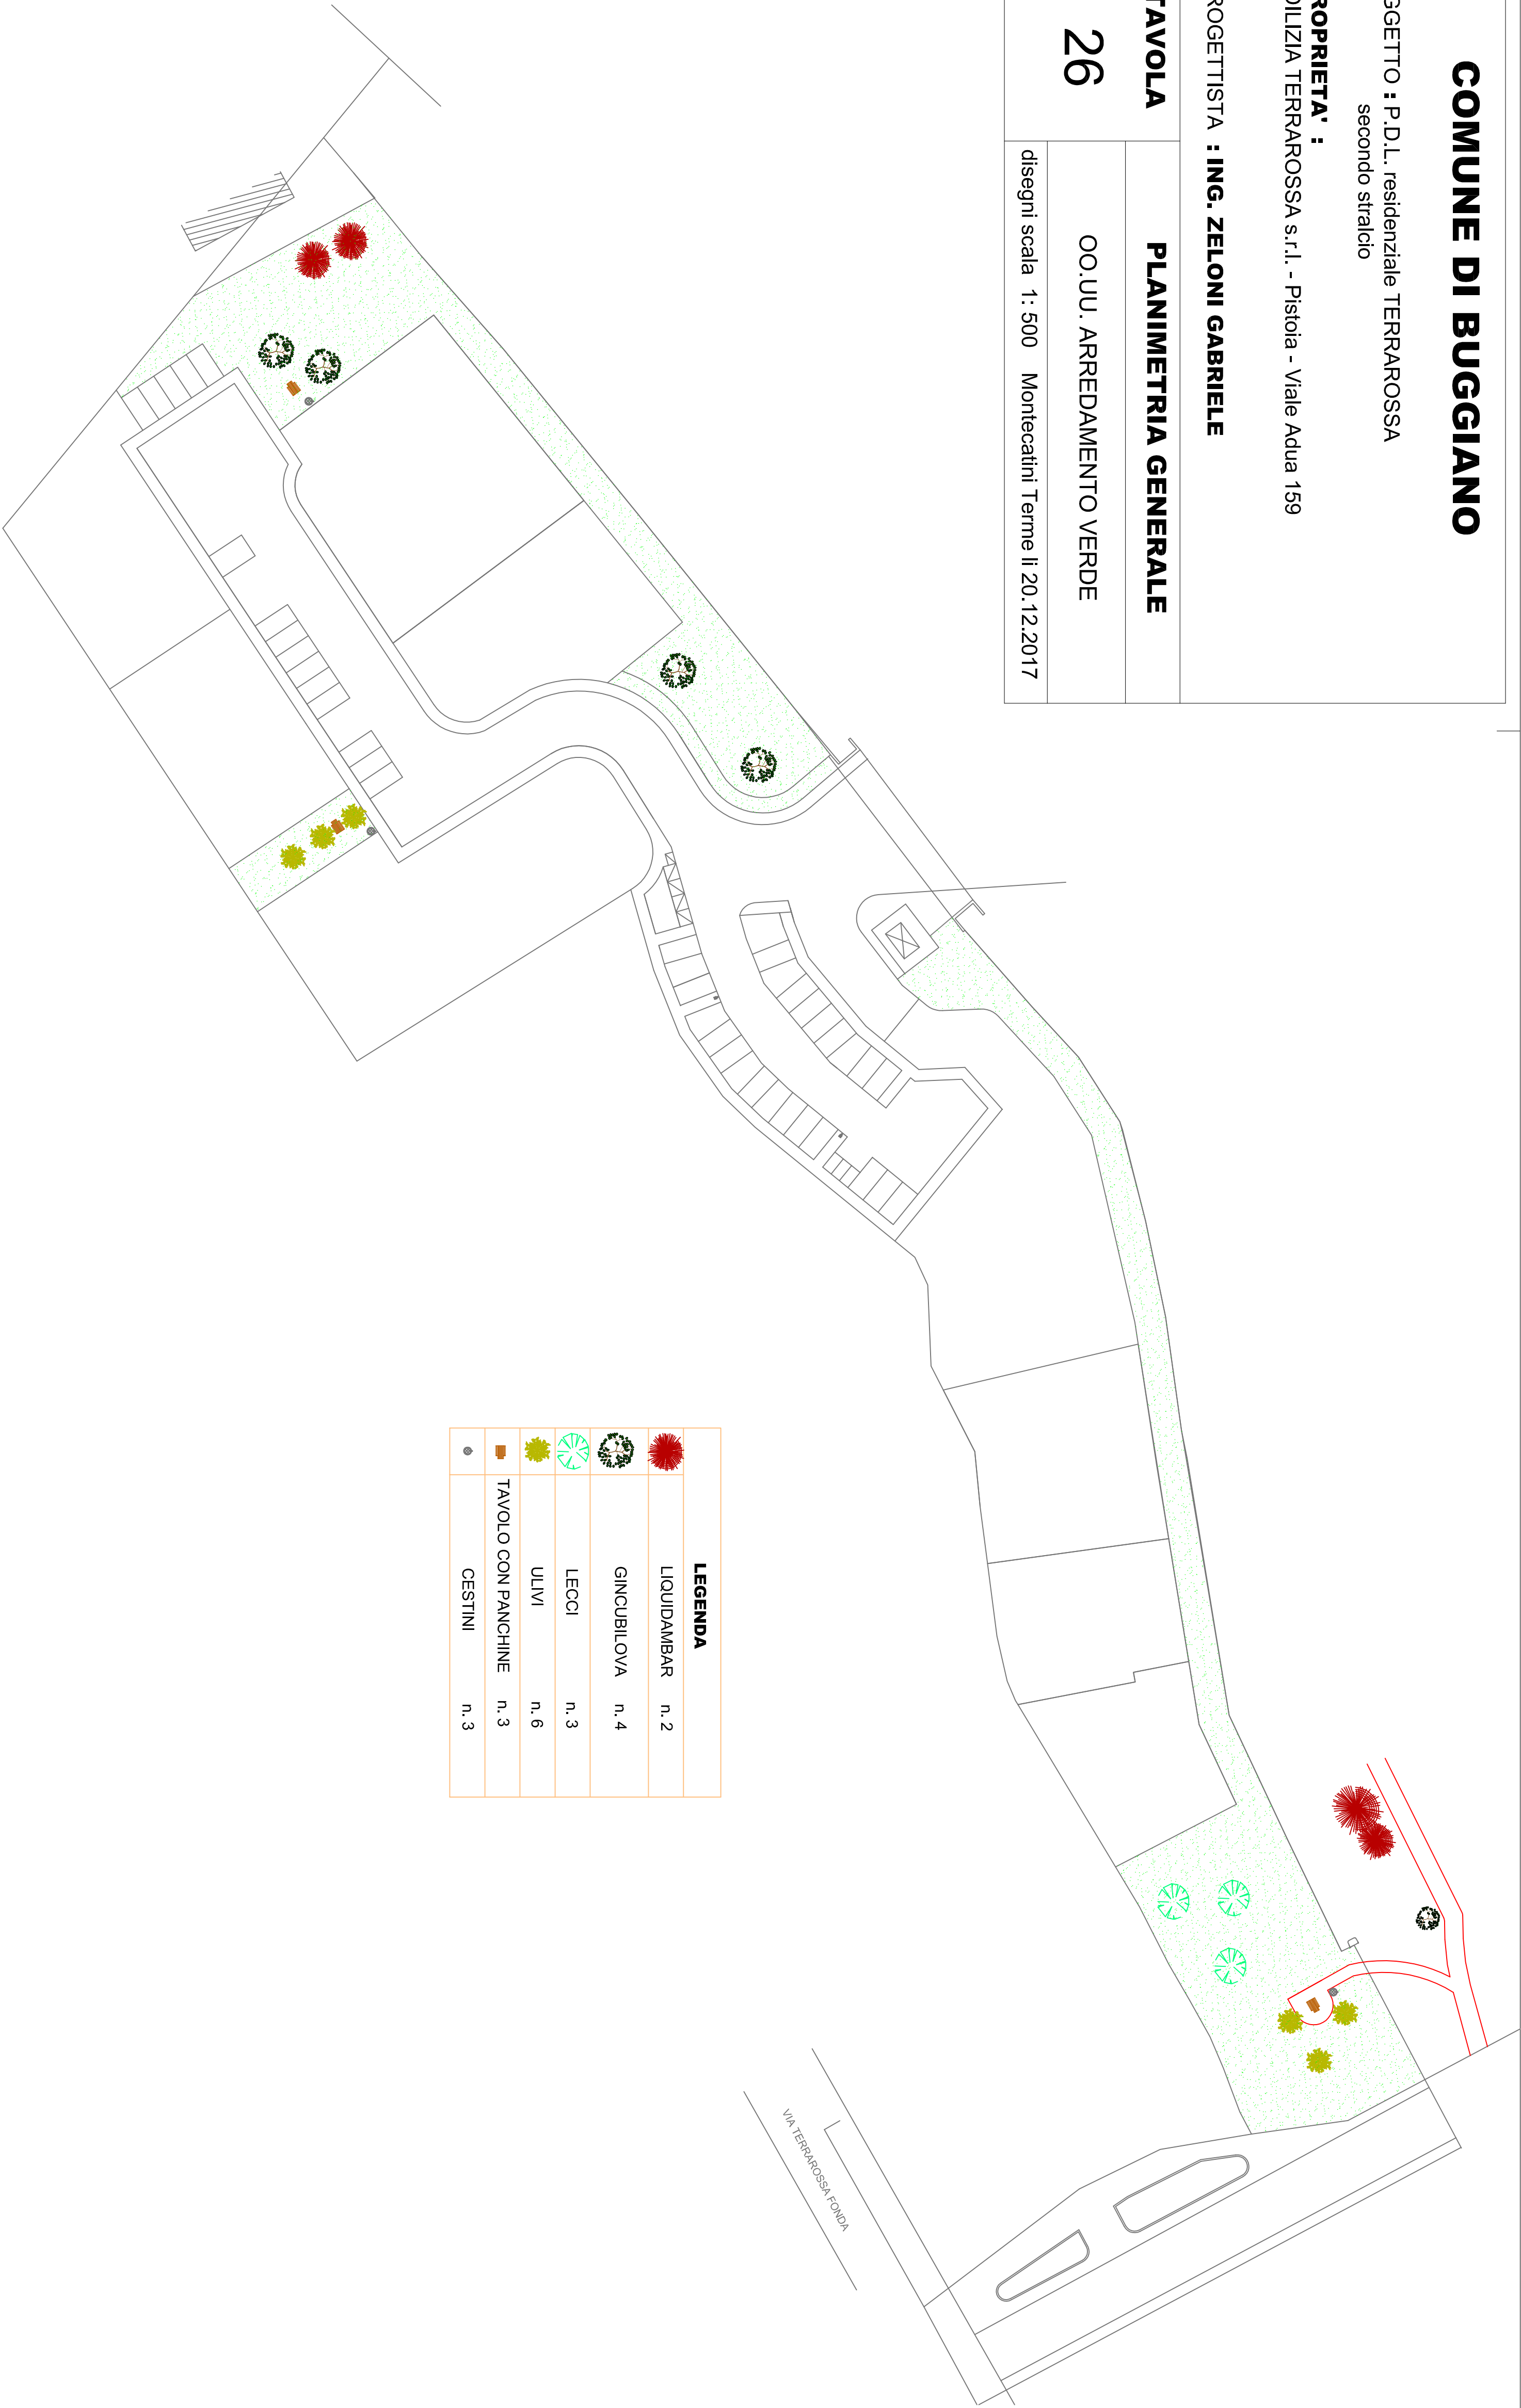 COMUNE DI BUGGIANO
GGETTO : P.D.L. residenziale TERRAROSSA
secondo stralcio
ROPRIETA' :
DILIZIA TERRAROSSA s.r.l. - Pistoia - Viale Adua 159
ROGETTISTA : ING. ZELONI GABRIELE
TAVOLA
26
PLANIMETRIA GENERALE
OO.UU. ARREDAMENTO VERDE
disegni scala 1: 500 Montecatini Terme li 20.12.2017
LEGENDA
LIQUIDAMBAR n. 2
GINCUBILOVA n. 4
LECCI n. 3
ULIVI n. 6
TAVOLO CON PANCHINE n. 3
CESTINI n. 3
VIA TERRAROSSA FONDA